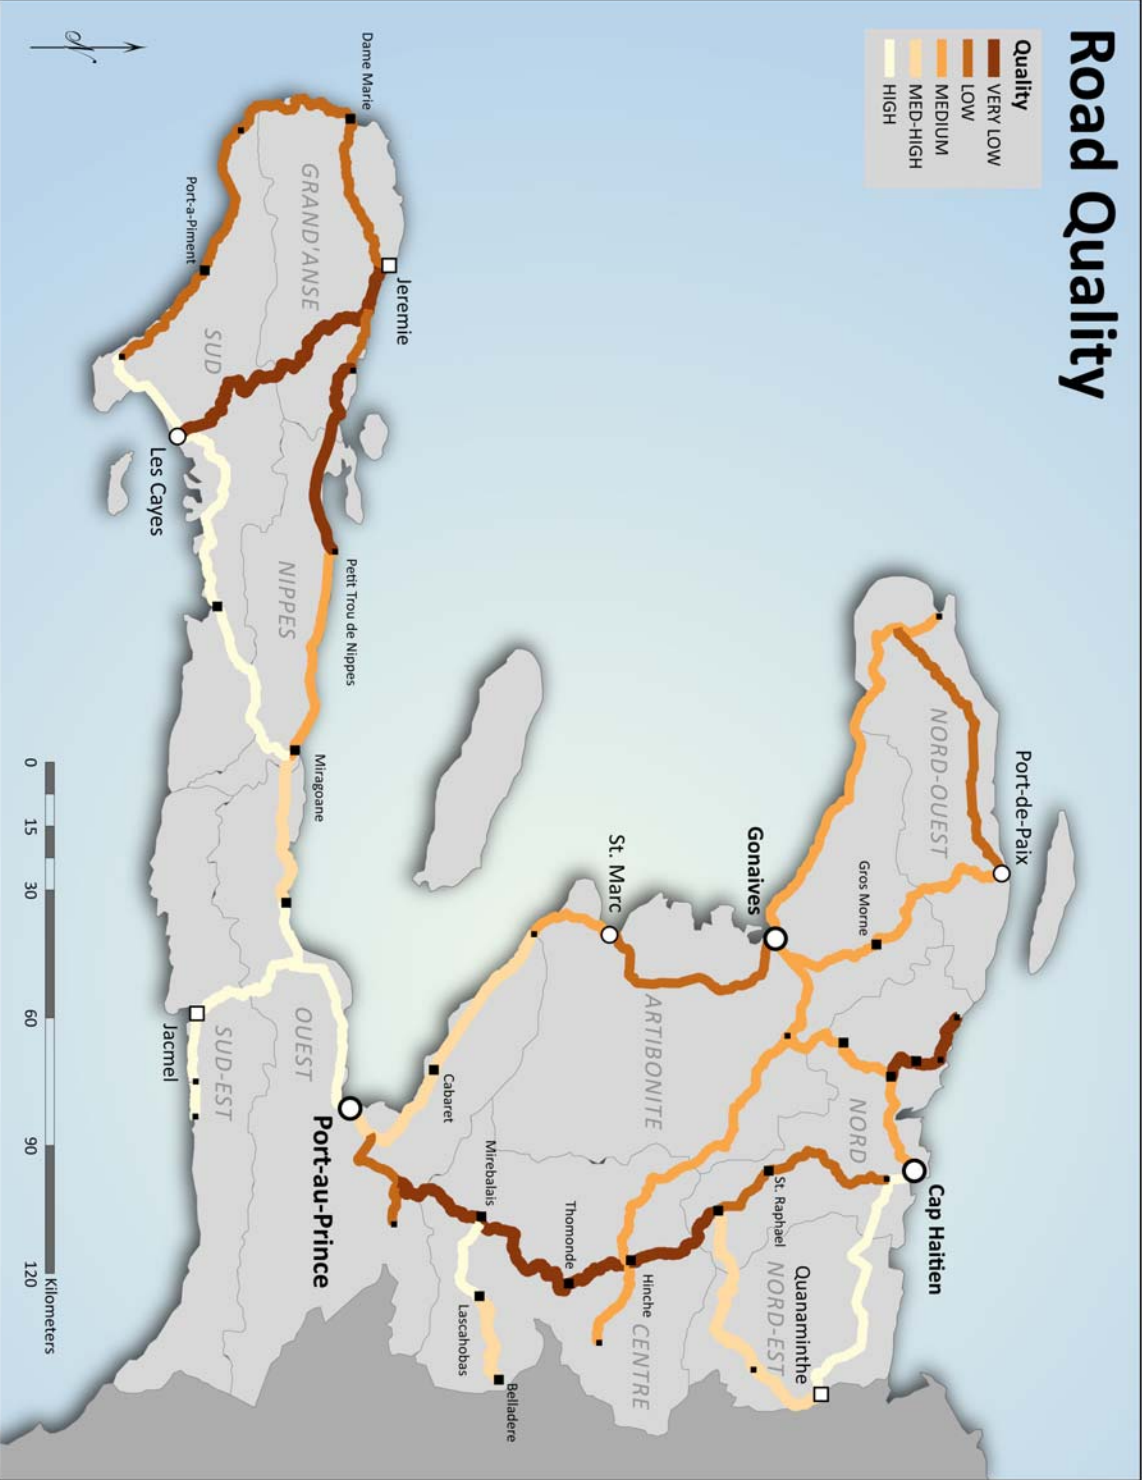 Road Quality
Quality
VERY LOW
LOW
MEDIUM
MED-HIGH
HIGH
N
Port-de-Paix
NORD-OUEST
Gros Morne
Gonaives
Cap Haitien
NORD
St. Raphael
Quanaminthe
NORD-EST
St. Marc
ARTIBONITE
Hinche
CENTRE
Thomonde
Mirebalais
Lascahobas
Belladere
Cabaret
Dame Marie
Jeremie
GRAND'ANSE
Port-a-Piment
SUD
Les Cayes
Petit Trou de Nippes
NIPPES
Miragoane
OUEST
Port-au-Prince
Jacmel
SUD-EST
0 15 30 60 90 120
Kilometers